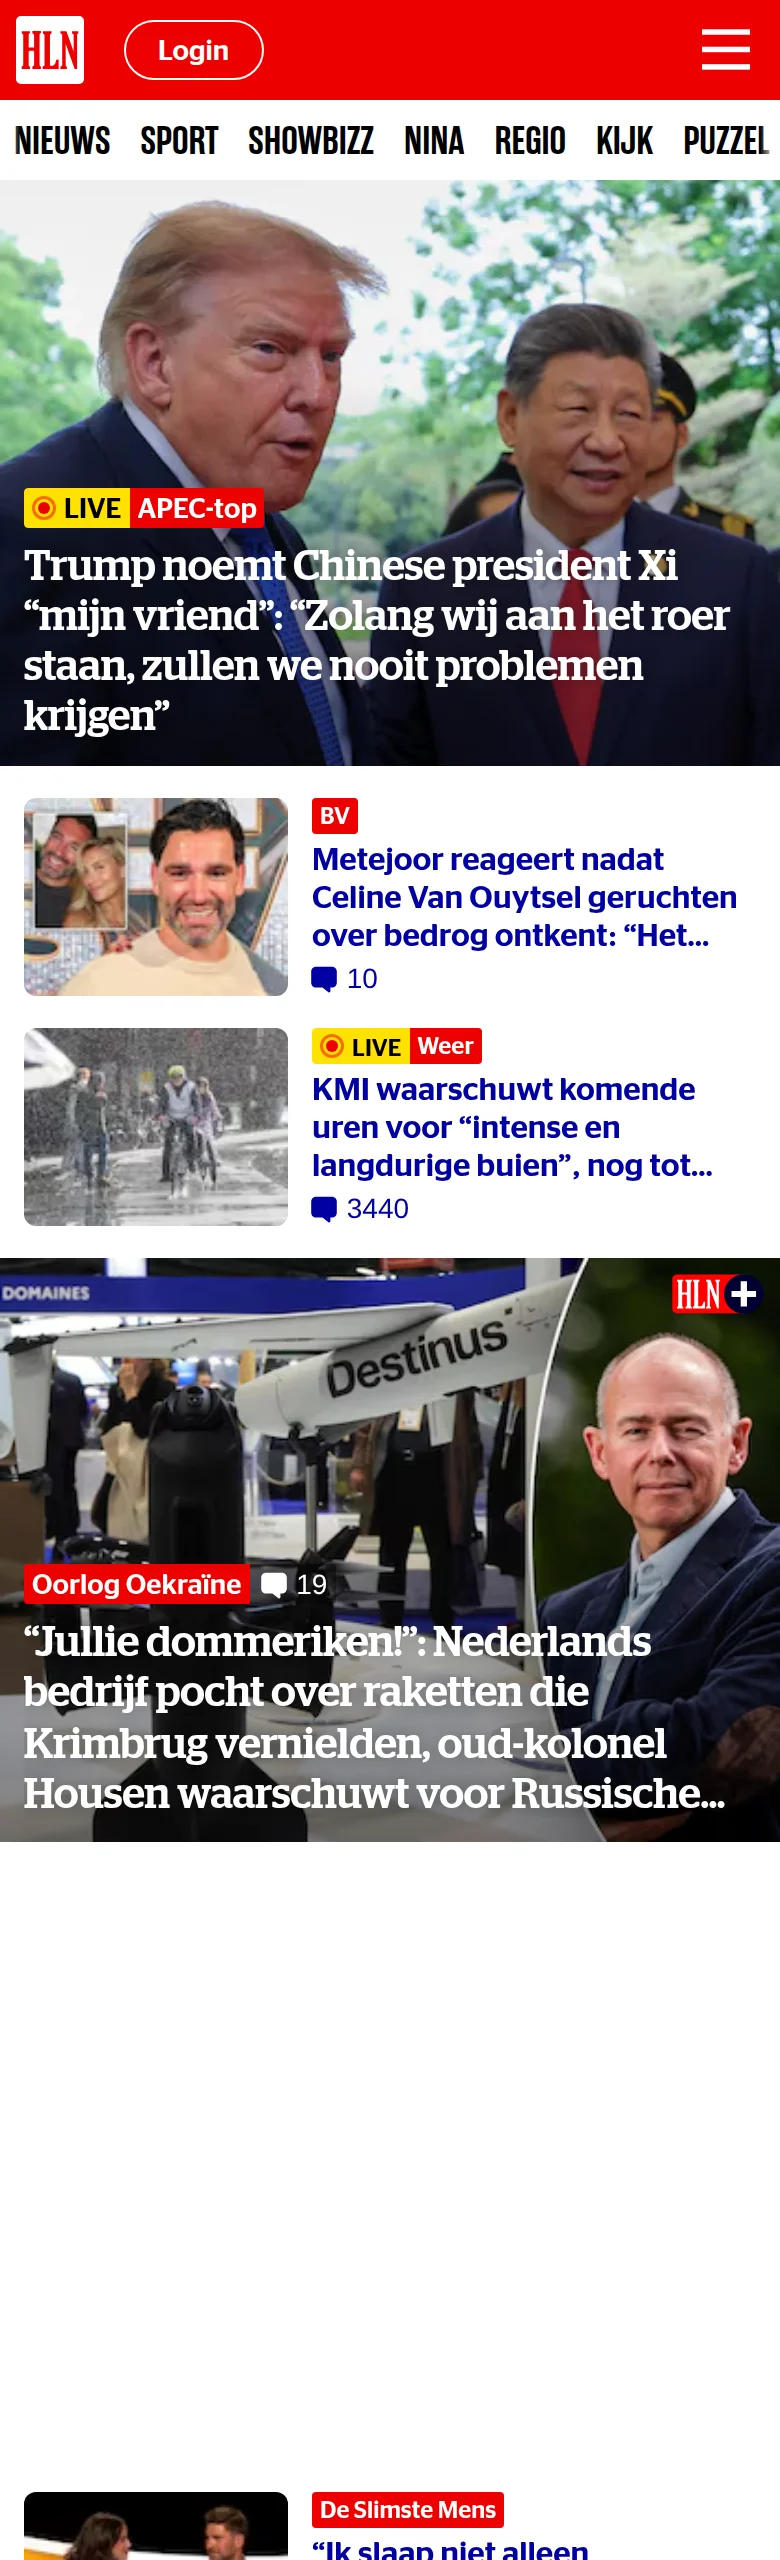 HLN
Login
NIEUWS SPORT SHOWBIZZ NINA REGIO KIJK PUZZEL
LIVE APEC-top
Trump noemt Chinese president Xi
“mijn vriend”: “Zolang wij aan het roer
staan, zullen we nooit problemen
krijgen”
BV
Metejoor reageert nadat
Celine Van Ouytsel geruchten
over bedrog ontkent: “Het...
10
LIVE Weer
KMI waarschuwt komende
uren voor “intense en
langdurige buien”, nog tot...
3440
DOMAINES
HLN+
Destinus
Oorlog Oekraïne 19
“Jullie dommeriken!”: Nederlands
bedrijf pocht over raketten die
Krimbrug vernielden, oud-kolonel
Housen waarschuwt voor Russische...
De Slimste Mens
“Ik slaap niet alleen